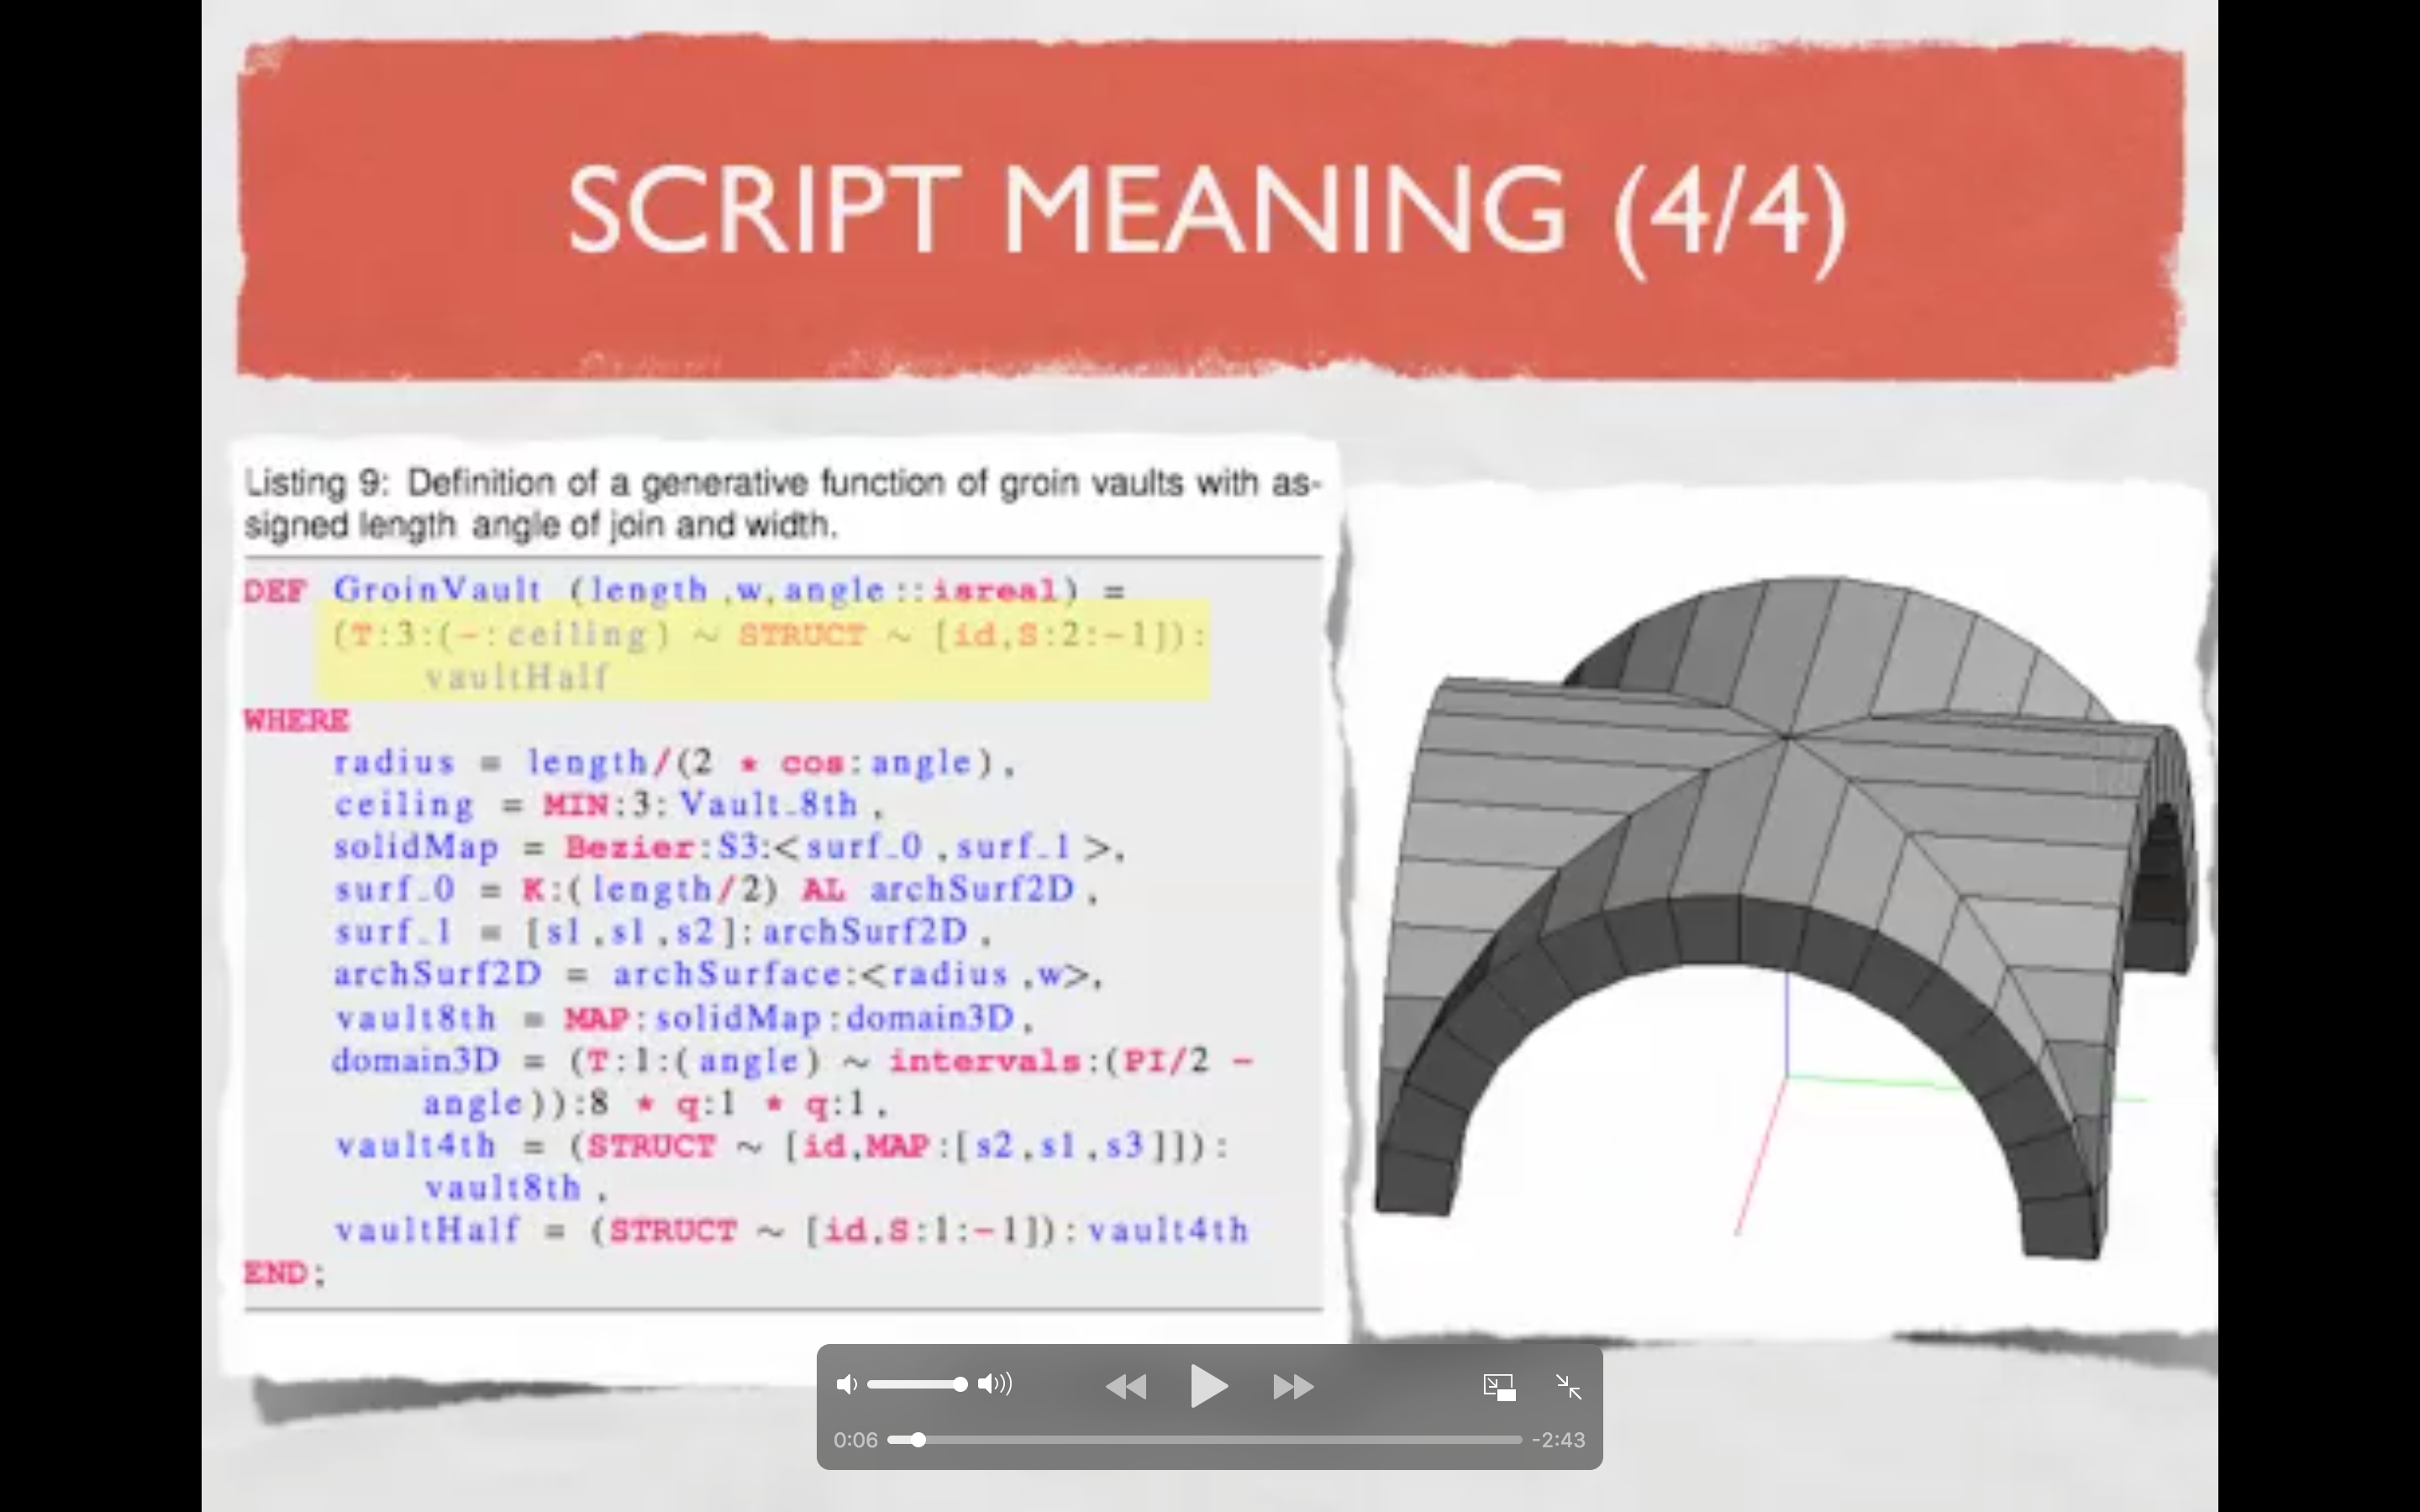 SCRIPT MEANING (4/4)
Listing 9: Definition of a generative function of groin vaults with as-
signed length angle of join and width.
DEF GroinVault (length ,w,angle::isreal) =
(T:3:(-:ceiling) ~ STRUCT ~ [id,S:2:-1]):
vaultHalf
WHERE
radius = length/(2 * cos:angle),
ceiling = MIN:3:Vault_8th,
solidMap = Bezier:S3:<surf_0 ,surf_1>,
surf_0 = K:(length/2) AL archSurf2D,
surf_1 = [s1,s1,s2]:archSurf2D,
archSurf2D = archSurface:<radius ,w>,
vault8th = MAP:solidMap:domain3D,
domain3D = (T:1:(angle) ~ intervals:(PI/2 -
angle)):8 * q:1 * q:1,
vault4th = (STRUCT ~ [id,MAP:[s2,s1,s3]]):
vault8th,
vaultHalf = (STRUCT ~ [id,S:1:-1]):vault4th
END;
0:06 -2:43